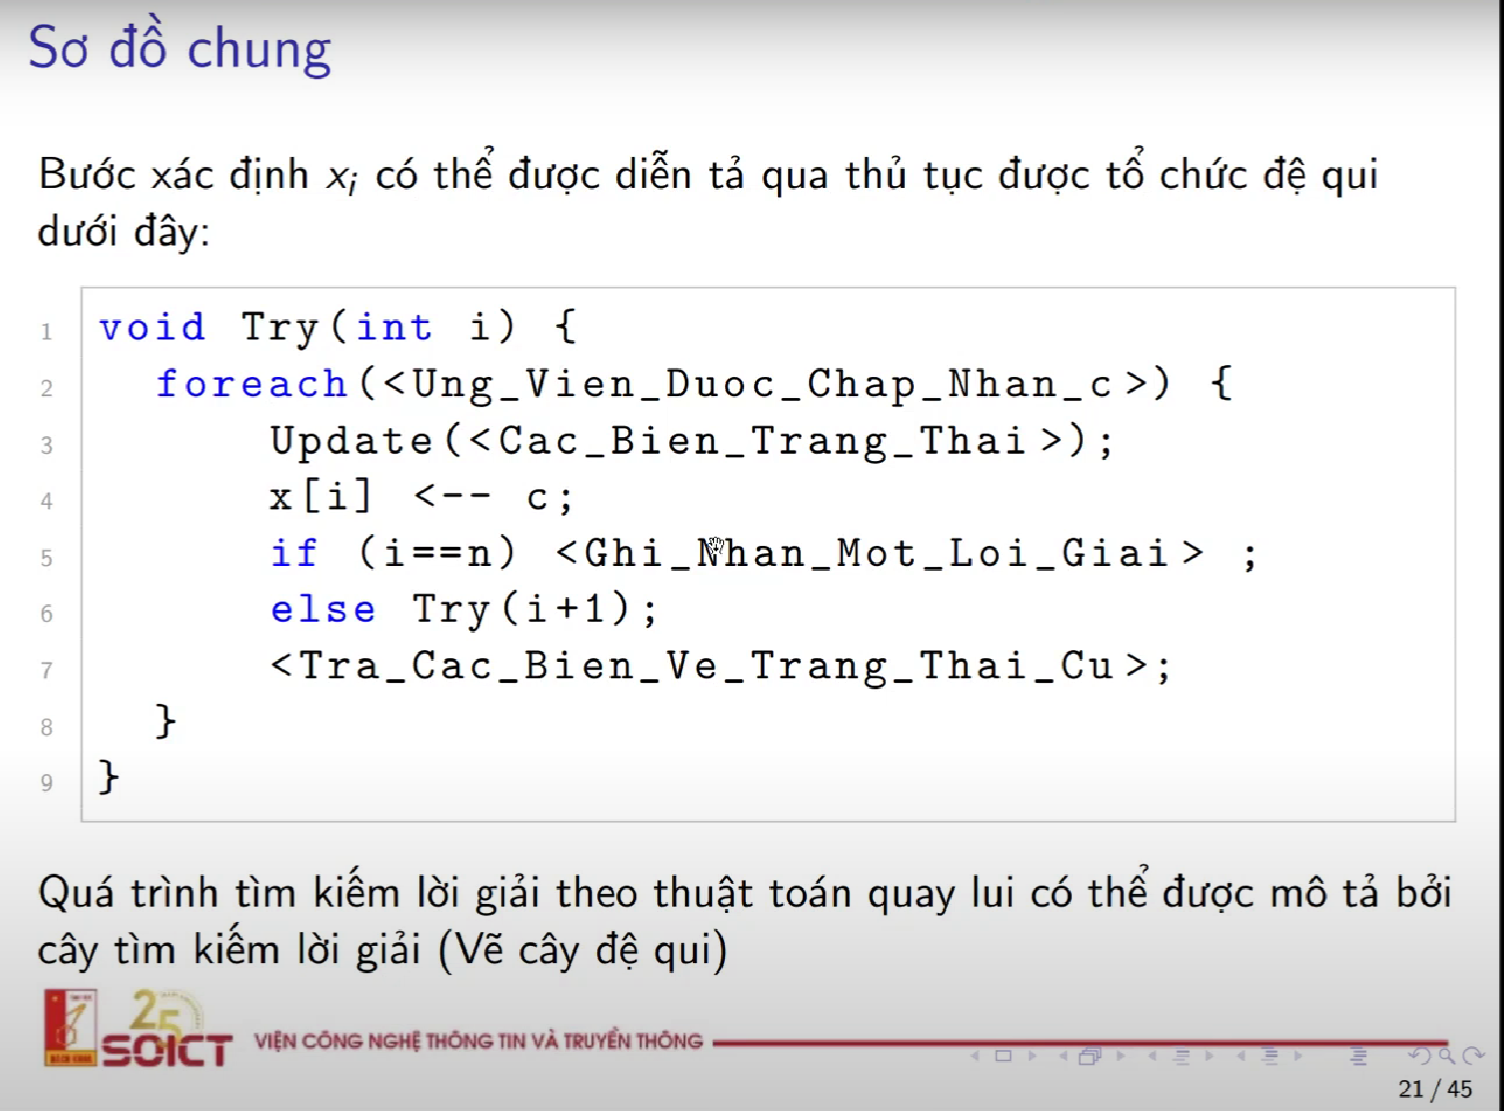 Sơ đồ chung
Bước xác định xᵢ có thể được diễn tả qua thủ tục được tổ chức đệ qui
dưới đây:
1 void Try(int i) {
2 foreach(<Ung_Vien_Duoc_Chap_Nhan_c>) {
3 Update(<Cac_Bien_Trang_Thai>);
4 x[i] <-- c;
5 if (i==n) <Ghi_Nhan_Mot_Loi_Giai> ;
6 else Try(i+1);
7 <Tra_Cac_Bien_Ve_Trang_Thai_Cu>;
8 }
9 }
Quá trình tìm kiếm lời giải theo thuật toán quay lui có thể được mô tả bởi
cây tìm kiếm lời giải (Vẽ cây đệ qui)
25
SOICT
VIỆN CÔNG NGHỆ THÔNG TIN VÀ TRUYỀN THÔNG
21 / 45